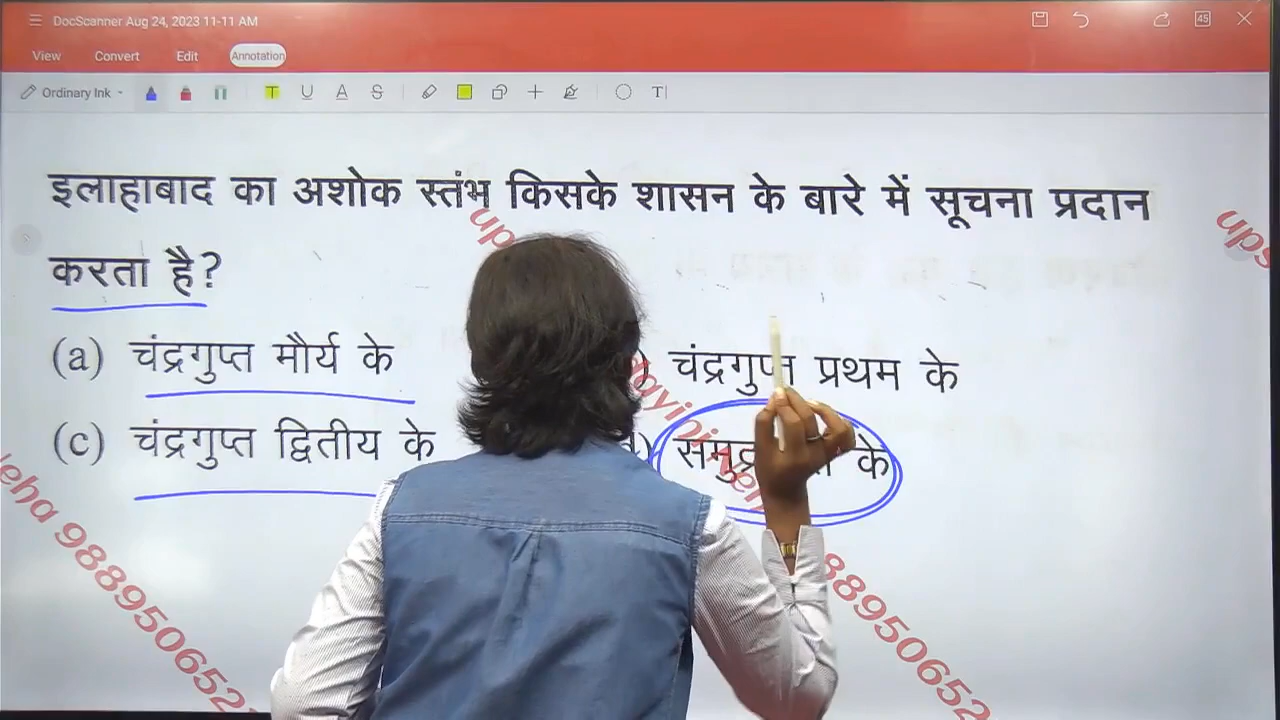 DocScanner Aug 24, 2023 11-11 AM
45
View Convert Edit Annotation
Ordinary Ink
T U A S T
इलाहाबाद का अशोक स्तंभ किसके शासन के बारे में सूचना प्रदान
करता है?
(a) चंद्रगुप्त मौर्य के
चंद्रगुप्त प्रथम के
(c) चंद्रगुप्त द्वितीय के
के